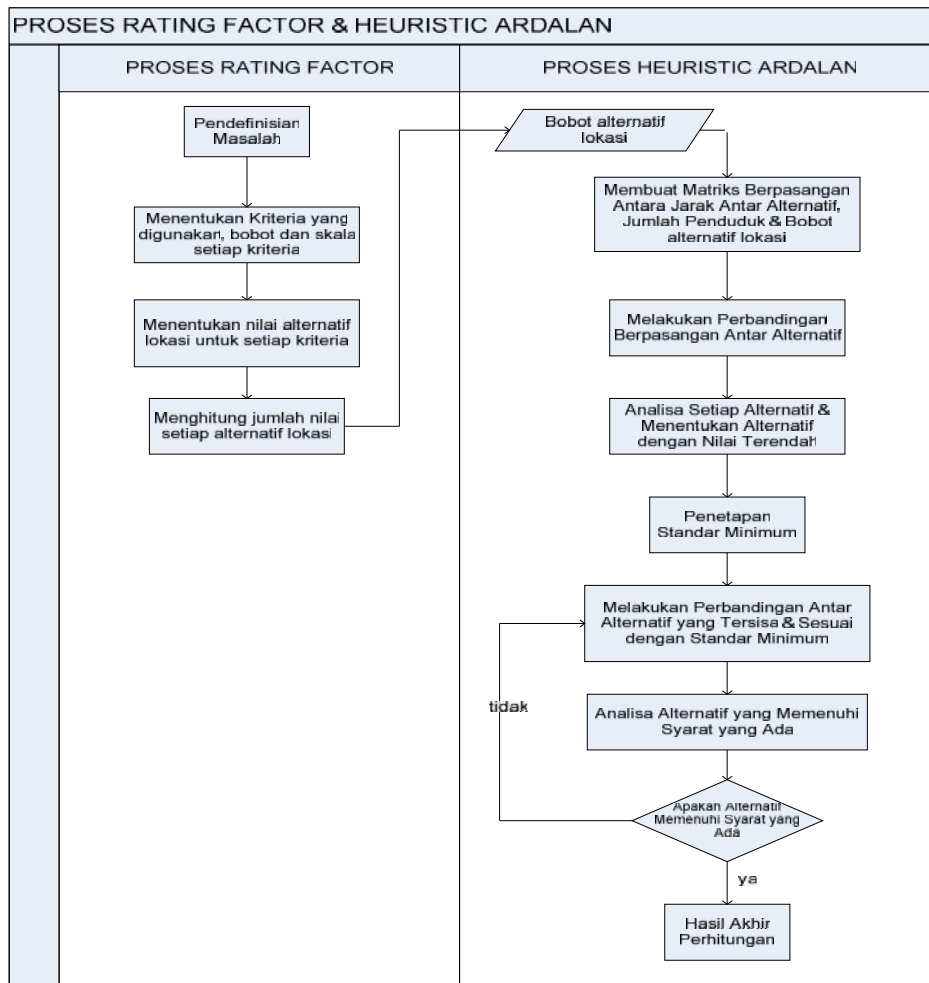 PROSES RATING FACTOR & HEURISTIC ARDALAN
PROSES RATING FACTOR
PROSES HEURISTIC ARDALAN
Pendefinisian
Masalah
Menentukan Kriteria yang
digunakan, bobot dan skala
setiap kriteria
Menentukan nilai alternatif
lokasi untuk setiap kriteria
Menghitung jumlah nilai
setiap alternatif lokasi
Bobot alternatif
lokasi
Membuat Matriks Berpasangan
Antara Jarak Antar Alternatif,
Jumlah Penduduk & Bobot
alternatif lokasi
Melakukan Perbandingan
Berpasangan Antar Alternatif
Analisa Setiap Alternatif &
Menentukan Alternatif
dengan Nilai Terendah
Penetapan
Standar Minimum
Melakukan Perbandingan Antar
Alternatif yang Tersisa & Sesuai
dengan Standar Minimum
tidak
Analisa Alternatif yang Memenuhi
Syarat yang Ada
Apakan Alternatif
Memenuhi Syarat yang
Ada
ya
Hasil Akhir
Perhitungan